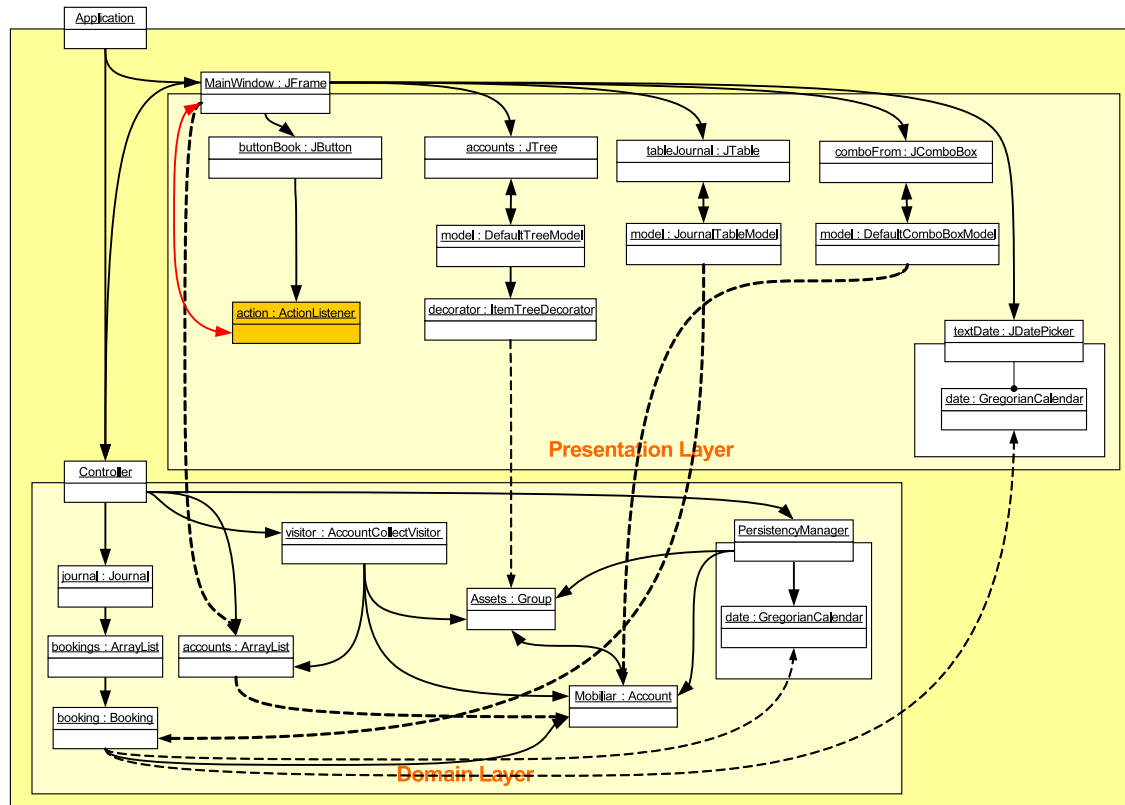 Application
MainWindow : JFrame
buttonBook : JButton
accounts : JTree
tableJournal : JTable
comboFrom : JComboBox
model : DefaultTreeModel
model : JournalTableModel
model : DefaultComboBoxModel
action : ActionListener
decorator : ItemTreeDecorator
textDate : JDatePicker
date : GregorianCalendar
Presentation Layer
Controller
visitor : AccountCollectVisitor
PersistencyManager
journal : Journal
Assets : Group
date : GregorianCalendar
bookings : ArrayList
accounts : ArrayList
Mobiliar : Account
booking : Booking
Domain Layer